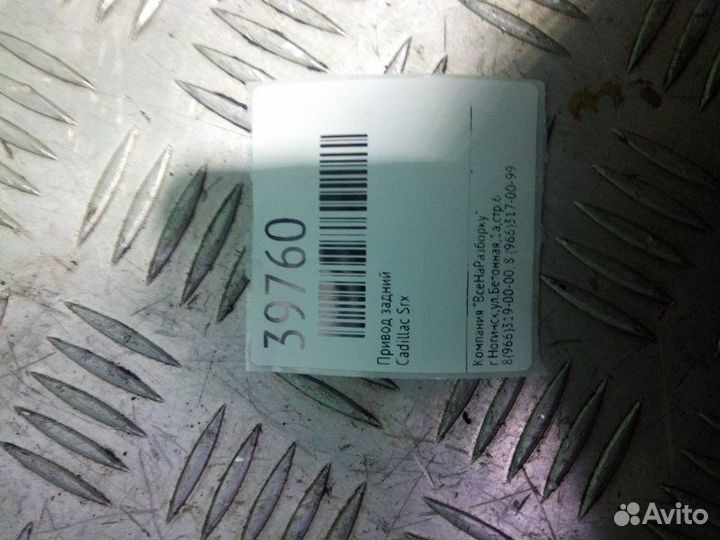 39760
Привод задний
Cadillac Srx
Компания "ВсеНаРазборку"
г Ногинск,ул.Бетонная,1а,стр.6
8(966)319-00-00, 8 (966)317-00-99
Avito